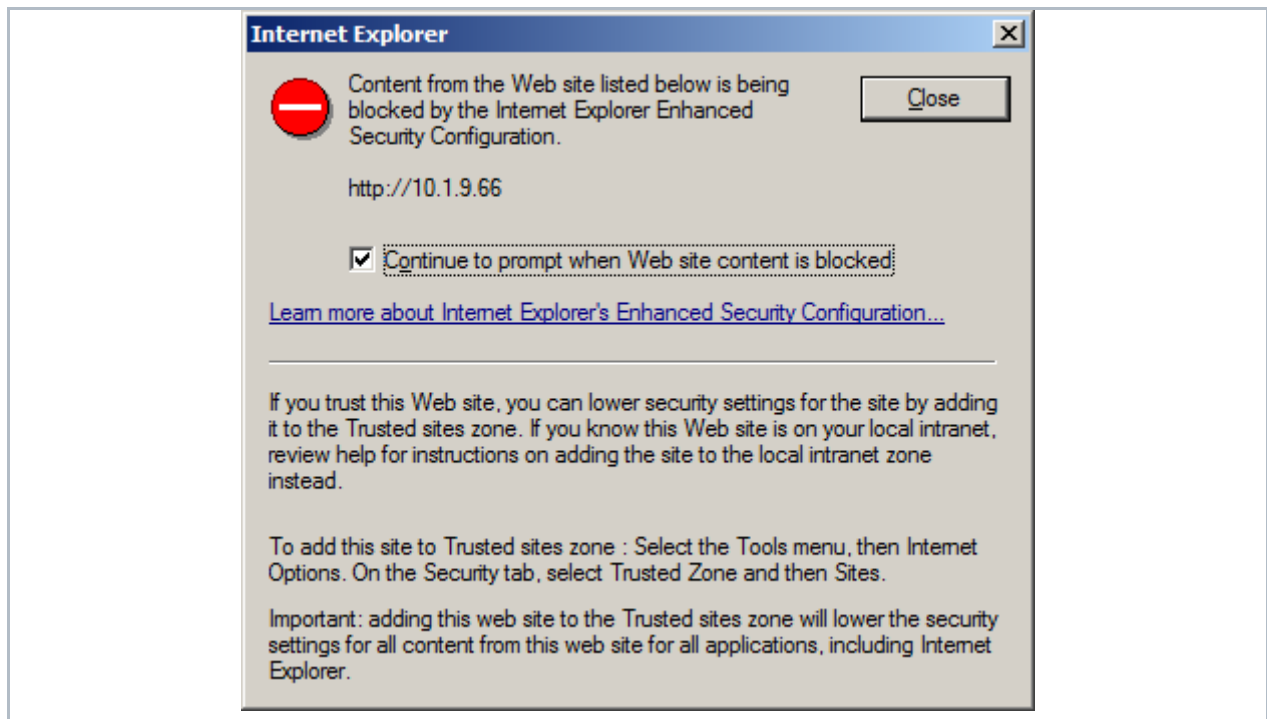 Internet Explorer
Content from the Web site listed below is being
blocked by the Internet Explorer Enhanced
Security Configuration.
Close
http://10.1.9.66
Continue to prompt when Web site content is blocked
Learn more about Internet Explorer's Enhanced Security Configuration...
If you trust this Web site, you can lower security settings for the site by adding
it to the Trusted sites zone. If you know this Web site is on your local intranet,
review help for instructions on adding the site to the local intranet zone
instead.
To add this site to Trusted sites zone : Select the Tools menu, then Internet
Options. On the Security tab, select Trusted Zone and then Sites.
Important: adding this web site to the Trusted sites zone will lower the security
settings for all content from this web site for all applications, including Internet
Explorer.